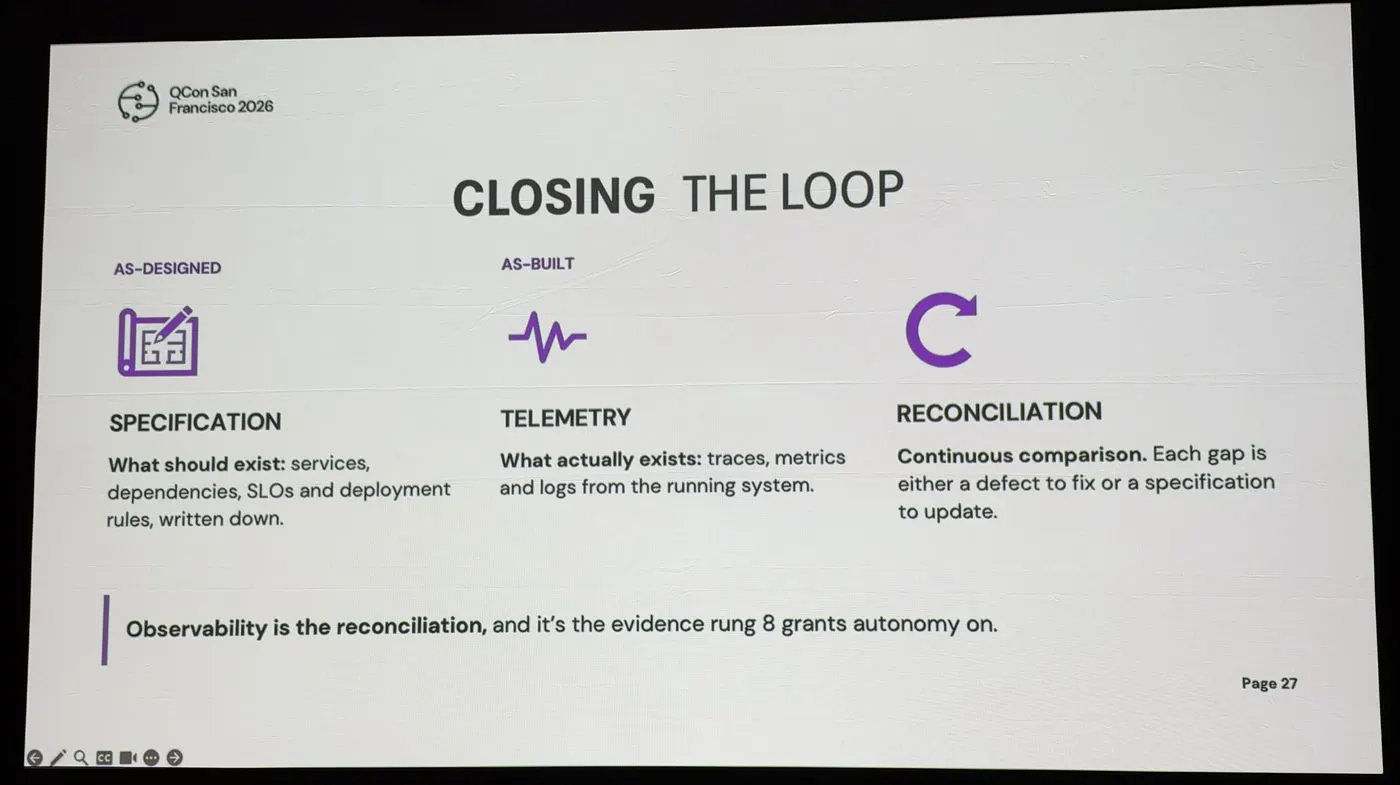 QCon San
Francisco 2026
CLOSING THE LOOP
AS-DESIGNED
SPECIFICATION
What should exist: services,
dependencies, SLOs and deployment
rules, written down.
AS-BUILT
TELEMETRY
What actually exists: traces, metrics
and logs from the running system.
RECONCILIATION
Continuous comparison. Each gap is
either a defect to fix or a specification
to update.
Observability is the reconciliation, and it's the evidence rung 8 grants autonomy on.
Page 27
CC